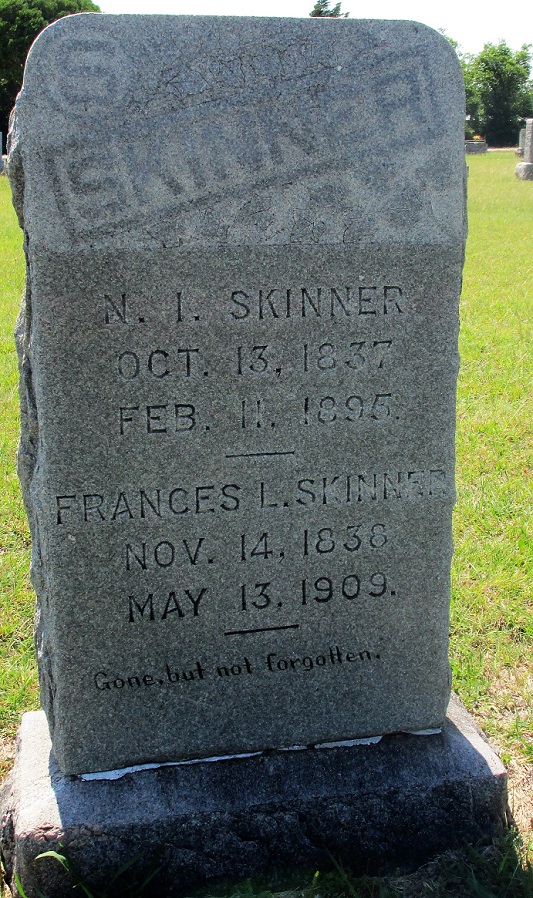 S
SKINNER
N. I. SKINNER
OCT. 13, 1837
FEB. 11, 1895.
FRANCES L. SKINNER
NOV. 14, 1838
MAY 13, 1909.
Gone, but not forgotten.